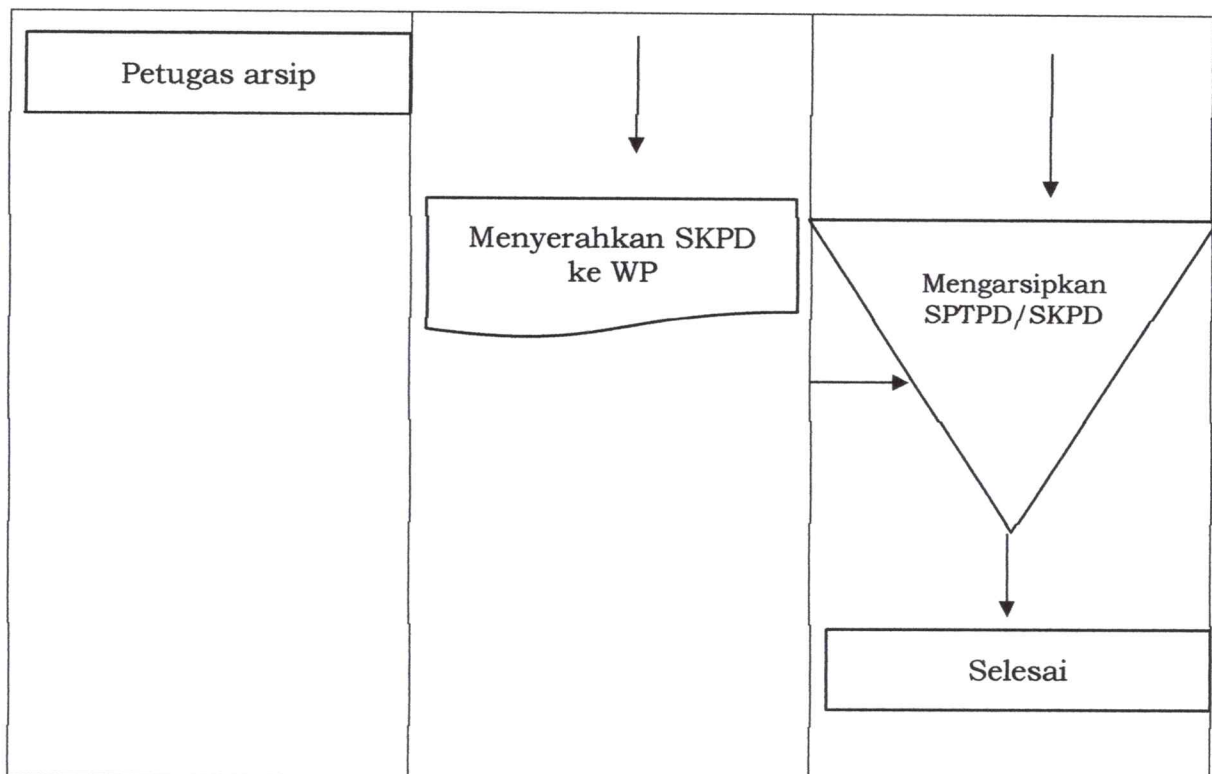 Petugas arsip
Menyerahkan SKPD
ke WP
Mengarsipkan
SPTPD/SKPD
Selesai